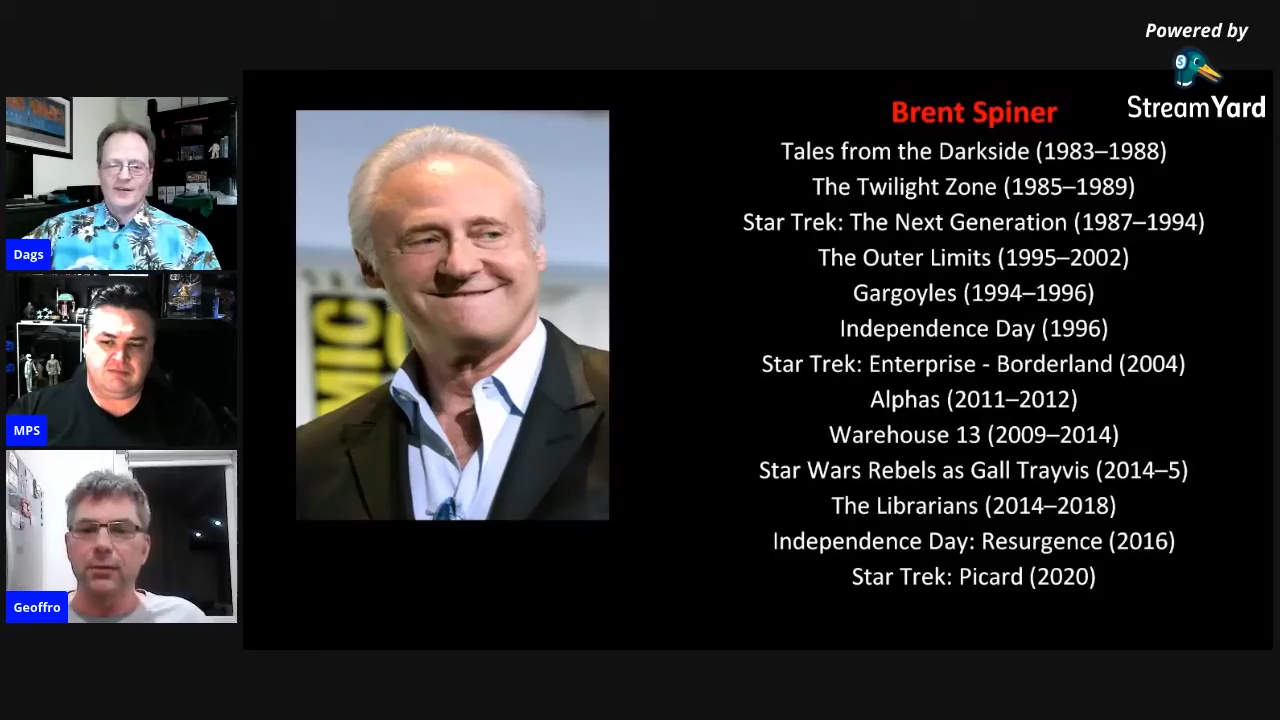 Powered by
StreamYard
Brent Spiner
Tales from the Darkside (1983–1988)
The Twilight Zone (1985–1989)
Star Trek: The Next Generation (1987–1994)
The Outer Limits (1995–2002)
Gargoyles (1994–1996)
Independence Day (1996)
Star Trek: Enterprise - Borderland (2004)
Alphas (2011–2012)
Warehouse 13 (2009–2014)
Star Wars Rebels as Gall Trayvis (2014–5)
The Librarians (2014–2018)
Independence Day: Resurgence (2016)
Star Trek: Picard (2020)
Dags
MPS
Geoffro
MIC